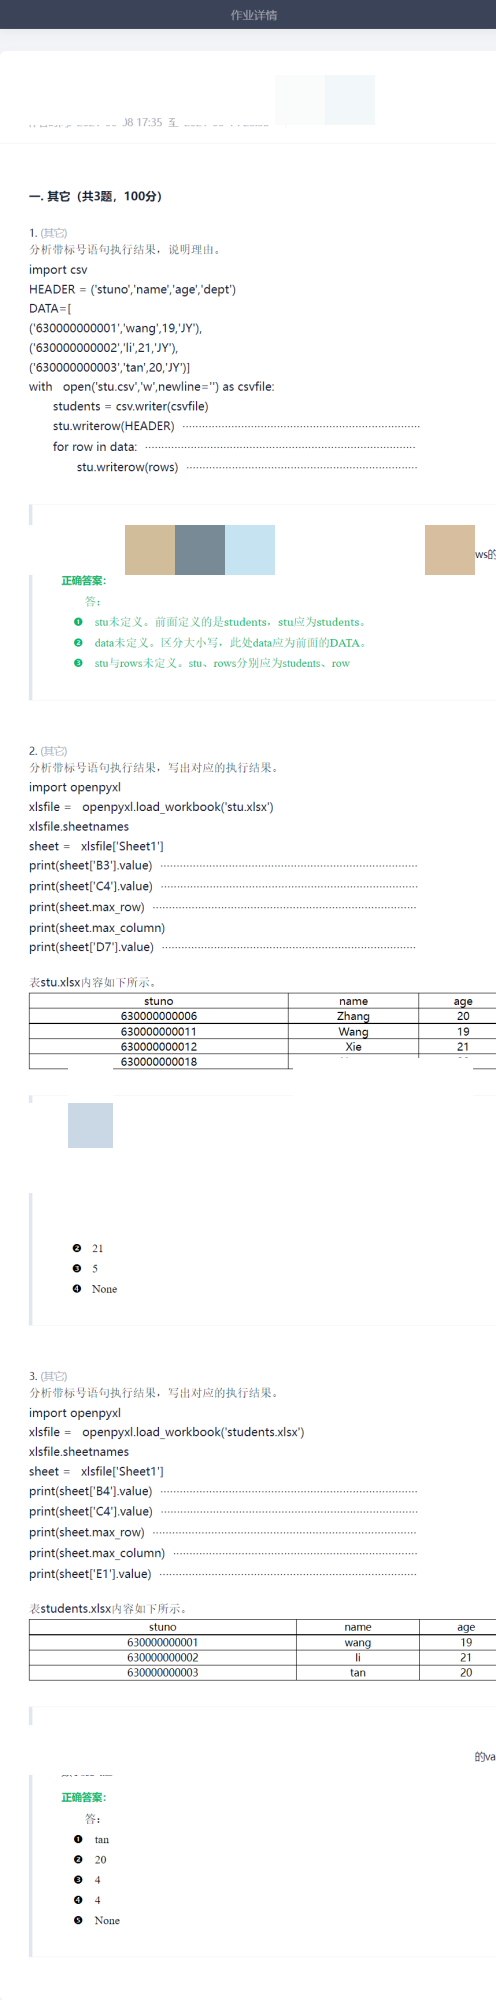 作业详情
08 17:35 至
一. 其它（共3题，100分）
1. (其它)
分析带标号语句执行结果，说明理由。
import csv
HEADER = ('stuno','name','age','dept')
DATA=[
('630000000001','wang',19,'JY'),
('630000000002','li',21,'JY'),
('630000000003','tan',20,'JY')]
with open('stu.csv','w',newline='') as csvfile:
students = csv.writer(csvfile)
stu.writerow(HEADER) ······························································
for row in data: ······························································
stu.writerow(rows) ······························································
ws的
正确答案：
答：
❶ stu未定义。前面定义的是students，stu应为students。
❷ data未定义。区分大小写，此处data应为前面的DATA。
❸ stu与rows未定义。stu、rows分别应为students、row
2. (其它)
分析带标号语句执行结果，写出对应的执行结果。
import openpyxl
xlsfile = openpyxl.load_workbook('stu.xlsx')
xlsfile.sheetnames
sheet = xlsfile['Sheet1']
print(sheet['B3'].value) ······························································
print(sheet['C4'].value) ······························································
print(sheet.max_row) ······························································
print(sheet.max_column)
print(sheet['D7'].value) ······························································
表stu.xlsx内容如下所示。
stuno name age
630000000006 Zhang 20
630000000011 Wang 19
630000000012 Xie 21
630000000018
❷ 21
❸ 5
❹ None
3. (其它)
分析带标号语句执行结果，写出对应的执行结果。
import openpyxl
xlsfile = openpyxl.load_workbook('students.xlsx')
xlsfile.sheetnames
sheet = xlsfile['Sheet1']
print(sheet['B4'].value) ······························································
print(sheet['C4'].value) ······························································
print(sheet.max_row) ······························································
print(sheet.max_column) ······························································
print(sheet['E1'].value) ······························································
表students.xlsx内容如下所示。
stuno name age
630000000001 wang 19
630000000002 li 21
630000000003 tan 20
的va
正确答案：
答：
❶ tan
❷ 20
❸ 4
❹ 4
❺ None